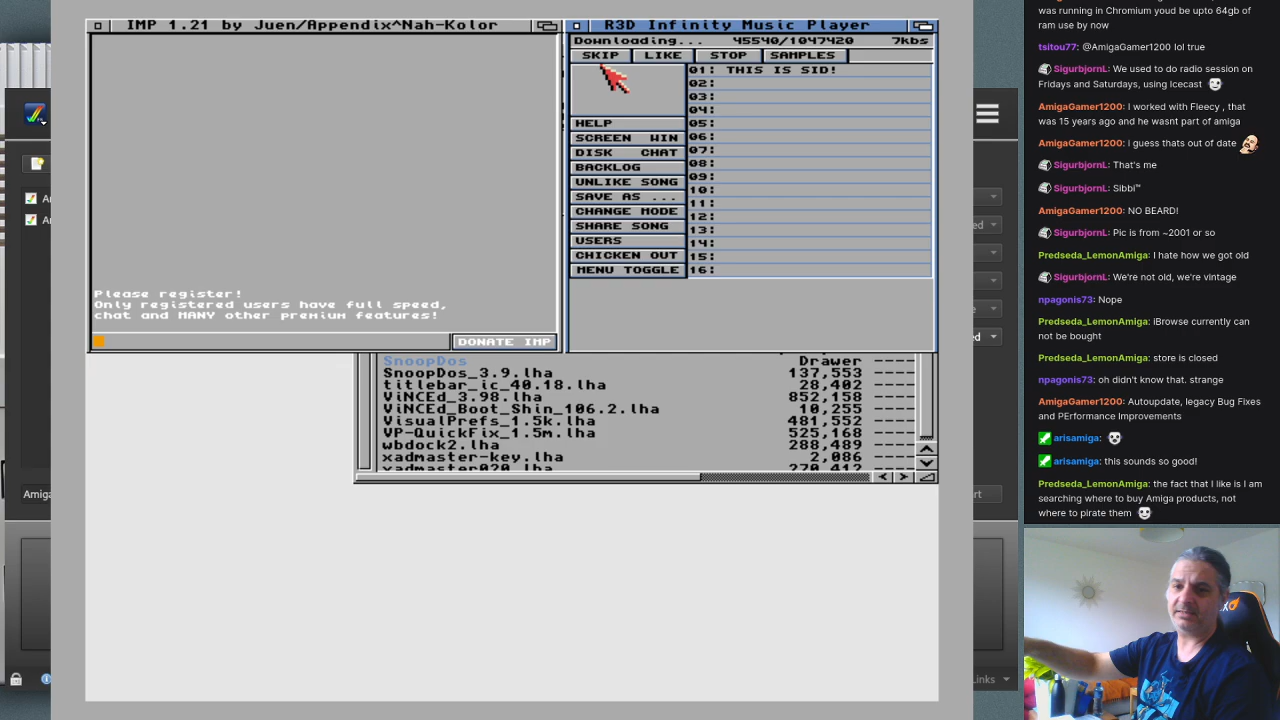 IMP 1.21 by Juen/Appendix^Nah-Kolor
Please register!
Only registered users have full speed,
chat and MANY other premium features!
DONATE IMP
R3D Infinity Music Player
Downloading... 45540/1047420 7kbs
SKIP LIKE STOP SAMPLES
01: THIS IS SID!
02:
03:
04:
05:
06:
07:
08:
09:
10:
11:
12:
13:
14:
15:
16:
HELP
SCREEN WIN
DISK CHAT
BACKLOG
UNLIKE SONG
SAVE AS ...
CHANGE MODE
SHARE SONG
USERS
CHICKEN OUT
MENU TOGGLE
SnoopDos Drawer
SnoopDos_3.9.lha 137,553 ----
titlebar_ic_40.18.lha 28,402 ----
ViNCEd_3.98.lha 852,158 ----
ViNCEd_Boot_Shin_106.2.lha 10,255 ----
VisualPrefs_1.5k.lha 481,552 ----
VP-QuickFix_1.5m.lha 525,168 ----
wbdock2.lha 288,489 ----
xadmaster-key.lha 2,086 ----
xadmaster020.lha 270,412 ----
Amiga
Links
was running in Chromium youd be upto 64gb of
ram use by now
tsitou77: @AmigaGamer1200 lol true
SigurbjornL: We used to do radio session on
Fridays and Saturdays, using Icecast
AmigaGamer1200: I worked with Fleecy , that
was 15 years ago and he wasnt part of amiga
AmigaGamer1200: I guess thats out of date
SigurbjornL: That's me
SigurbjornL: Sibbi™
AmigaGamer1200: NO BEARD!
SigurbjornL: Pic is from ~2001 or so
Predseda_LemonAmiga: I hate how we got old
SigurbjornL: We're not old, we're vintage
npagonis73: Nope
Predseda_LemonAmiga: iBrowse currently can
not be bought
Predseda_LemonAmiga: store is closed
npagonis73: oh didn't know that. strange
AmigaGamer1200: Autoupdate, legacy Bug Fixes
and PErformance Improvements
arisamiga:
arisamiga: this sounds so good!
Predseda_LemonAmiga: the fact that I like is I am
searching where to buy Amiga products, not
where to pirate them